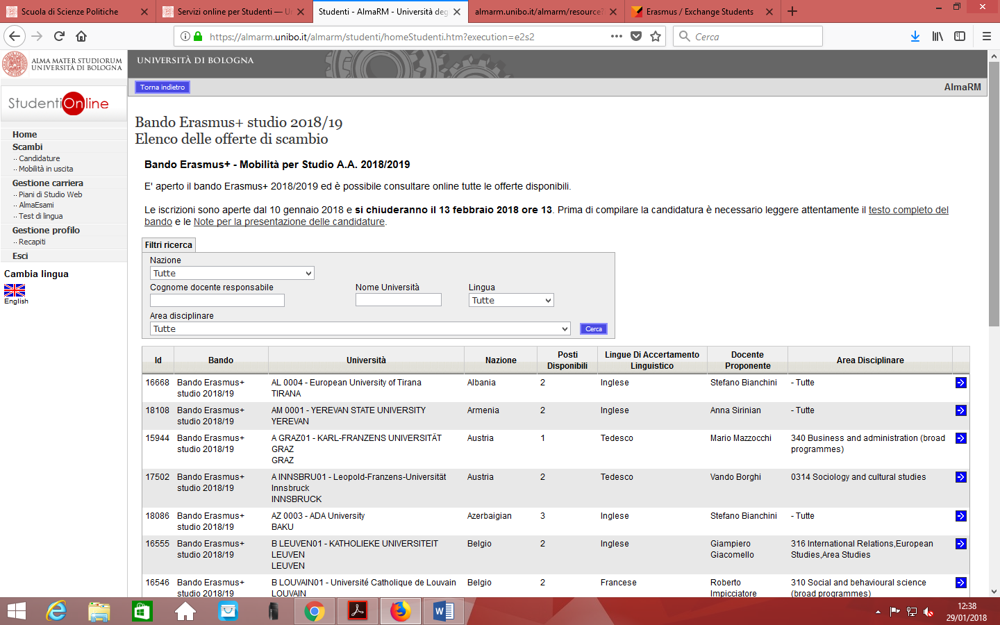 Scuola di Scienze Politiche
Servizi online per Studenti — U
Studenti - AlmaRM - Università deg
almarm.unibo.it/almarm/resource
Erasmus / Exchange Students
https://almarm.unibo.it/almarm/studenti/homeStudenti.htm?execution=e2s2
Cerca
ALMA MATER STUDIORUM
UNIVERSITÀ DI BOLOGNA
UNIVERSITÀ DI BOLOGNA
Torna indietro
AlmaRM
StudentiOnline
Home
Scambi
Candidature
Mobilità in uscita
Gestione carriera
Piani di Studio Web
AlmaEsami
Test di lingua
Gestione profilo
Recapiti
Esci
Cambia lingua
English
Bando Erasmus+ studio 2018/19
Elenco delle offerte di scambio
Bando Erasmus+ - Mobilità per Studio A.A. 2018/2019
E' aperto il bando Erasmus+ 2018/2019 ed è possibile consultare online tutte le offerte disponibili.
Le iscrizioni sono aperte dal 10 gennaio 2018 e si chiuderanno il 13 febbraio 2018 ore 13. Prima di compilare la candidatura è necessario leggere attentamente il testo completo del
bando e le Note per la presentazione delle candidature.
Filtri ricerca
Nazione
Tutte
Cognome docente responsabile
Nome Università
Lingua
Tutte
Area disciplinare
Tutte
Cerca
Id
Bando
Università
Nazione
Posti
Disponibili
Lingue Di Accertamento
Linguistico
Docente
Proponente
Area Disciplinare
16668 Bando Erasmus+ AL 0004 - European University of Tirana Albania 2 Inglese Stefano Bianchini - Tutte
studio 2018/19 TIRANA
18108 Bando Erasmus+ AM 0001 - YEREVAN STATE UNIVERSITY Armenia 2 Inglese Anna Sirinian - Tutte
studio 2018/19 YEREVAN
15944 Bando Erasmus+ A GRAZ01 - KARL-FRANZENS UNIVERSITÄT Austria 1 Tedesco Mario Mazzocchi 340 Business and administration (broad
studio 2018/19 GRAZ programmes)
GRAZ
17502 Bando Erasmus+ A INNSBRU01 - Leopold-Franzens-Universität Austria 2 Tedesco Vando Borghi 0314 Sociology and cultural studies
studio 2018/19 Innsbruck
INNSBRUCK
18086 Bando Erasmus+ AZ 0003 - ADA University Azerbaigian 3 Inglese Stefano Bianchini - Tutte
studio 2018/19 BAKU
16555 Bando Erasmus+ B LEUVEN01 - KATHOLIEKE UNIVERSITEIT Belgio 2 Inglese Giampiero 316 International Relations,European
studio 2018/19 LEUVEN Giacomello Studies,Area Studies
LEUVEN
16546 Bando Erasmus+ B LOUVAIN01 - Université Catholique de Louvain Belgio 2 Francese Roberto 310 Social and behavioural science
studio 2018/19 LOUVAIN Impicciatore (broad programmes)
12:38
29/01/2018